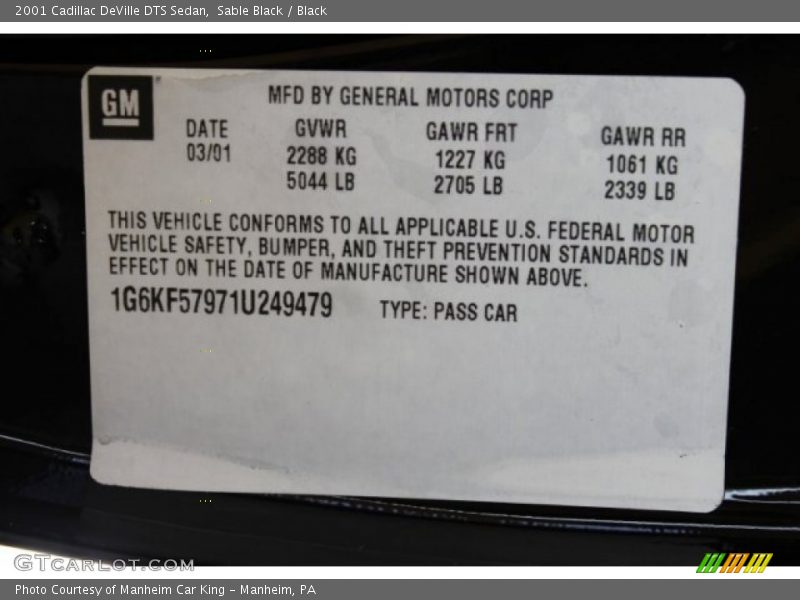 2001 Cadillac DeVille DTS Sedan, Sable Black / Black
GM
MFD BY GENERAL MOTORS CORP
DATE GVWR GAWR FRT GAWR RR
03/01 2288 KG 1227 KG 1061 KG
5044 LB 2705 LB 2339 LB
THIS VEHICLE CONFORMS TO ALL APPLICABLE U.S. FEDERAL MOTOR
VEHICLE SAFETY, BUMPER, AND THEFT PREVENTION STANDARDS IN
EFFECT ON THE DATE OF MANUFACTURE SHOWN ABOVE.
1G6KF57971U249479 TYPE: PASS CAR
GTCARLOT.COM
Photo Courtesy of Manheim Car King - Manheim, PA